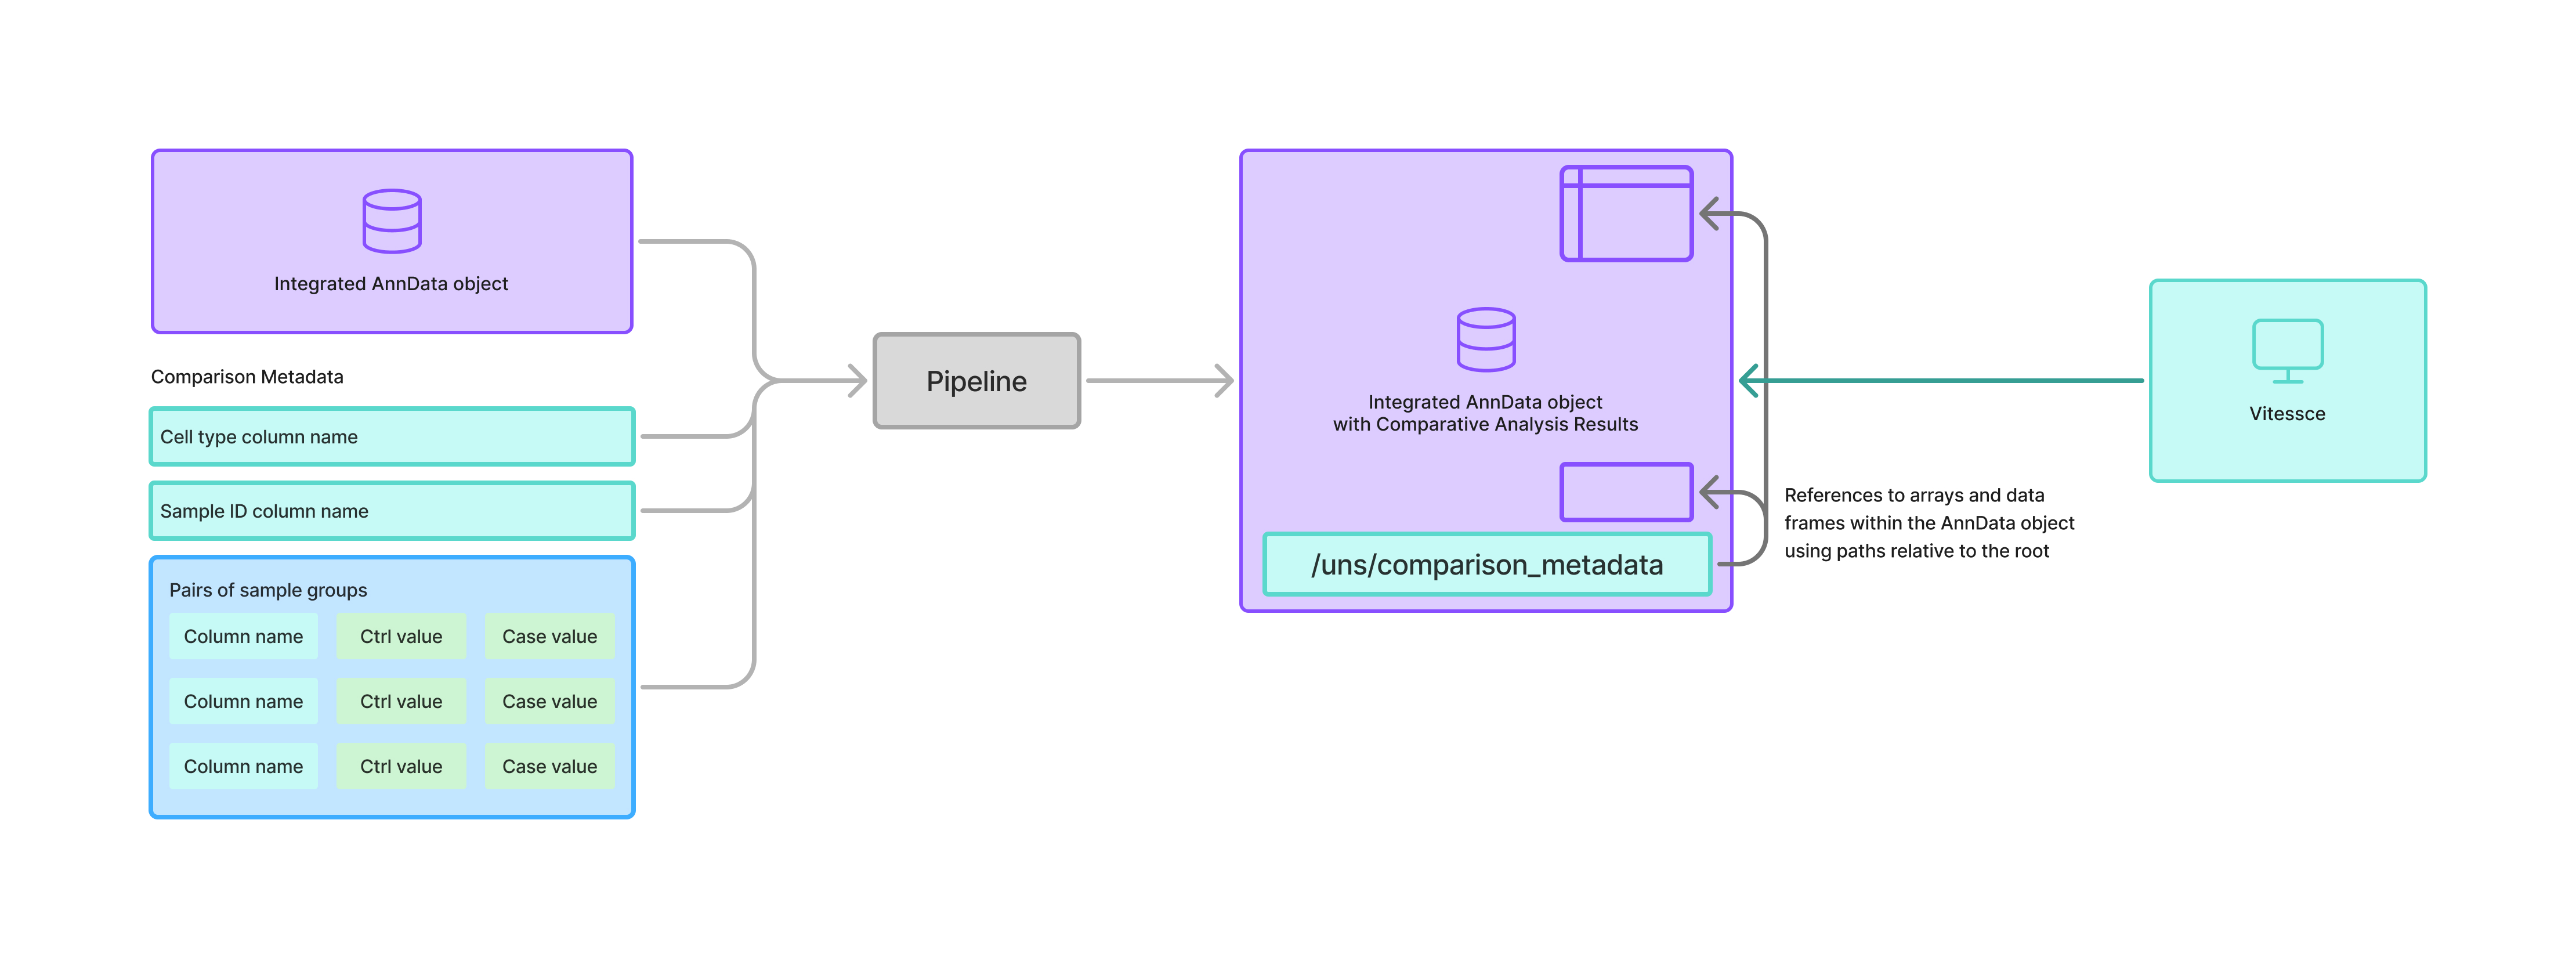 Integrated AnnData object
Comparison Metadata
Cell type column name
Sample ID column name
Pairs of sample groups
Column name Ctrl value Case value
Column name Ctrl value Case value
Column name Ctrl value Case value
Pipeline
Integrated AnnData object
with Comparative Analysis Results
/uns/comparison_metadata
References to arrays and data
frames within the AnnData object
using paths relative to the root
Vitessce